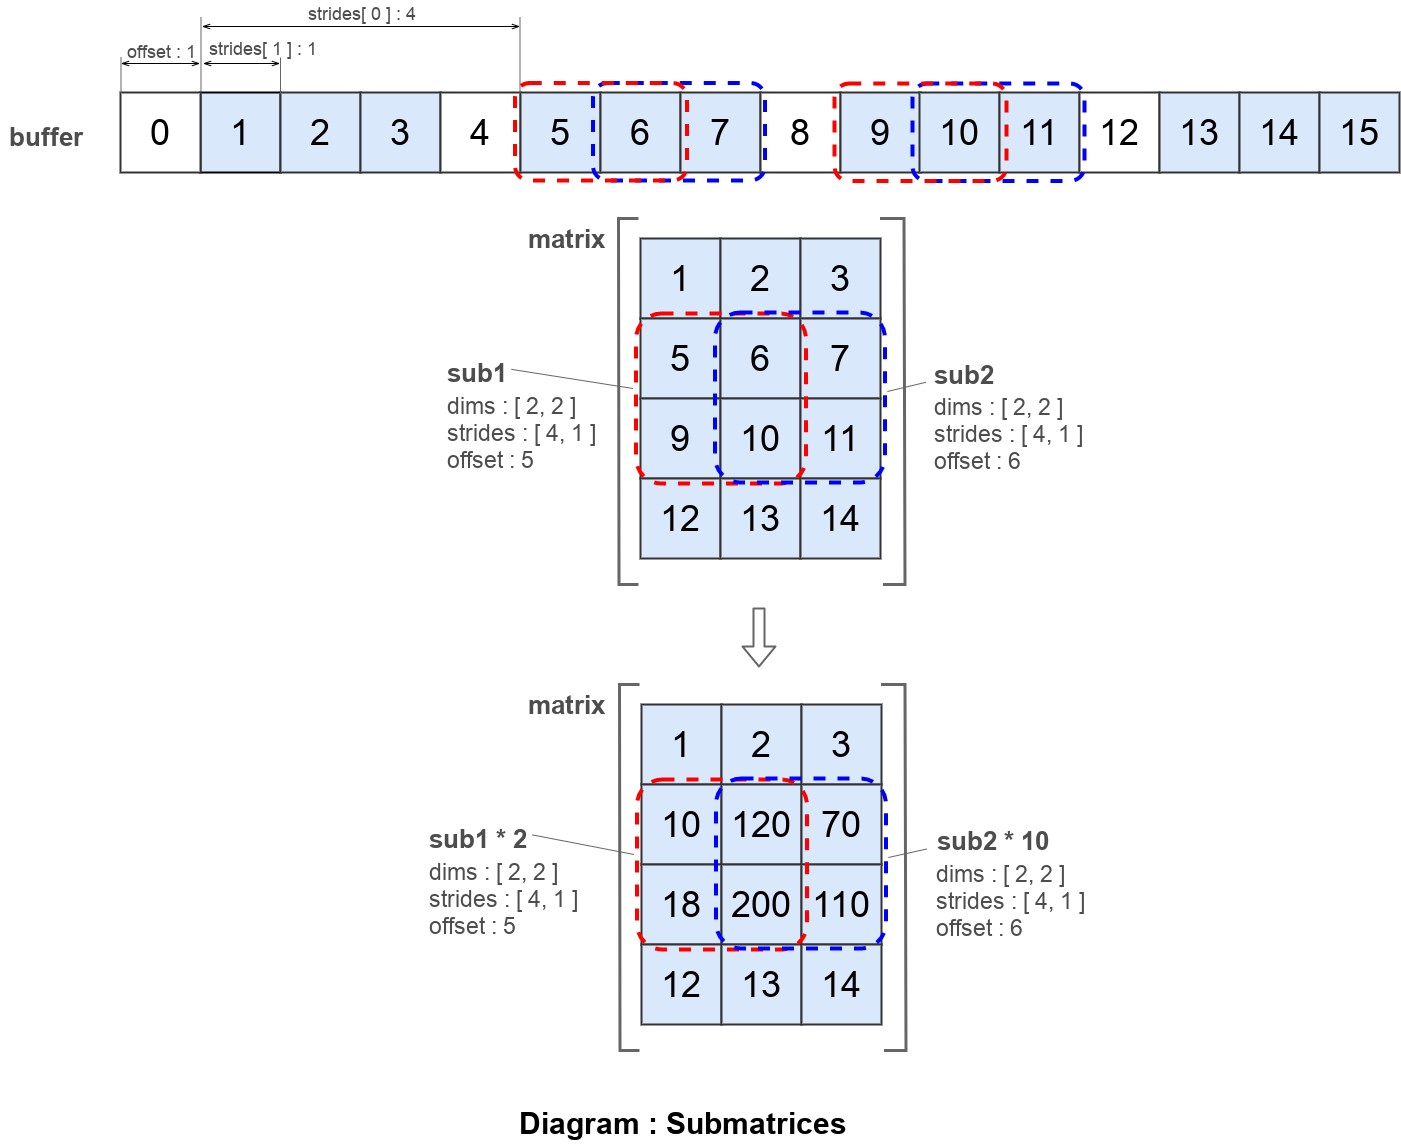 strides[ 0 ] : 4
offset : 1
strides[ 1 ] : 1
buffer
0 1 2 3 4 5 6 7 8 9 10 11 12 13 14 15
matrix
1 2 3
5 6 7
9 10 11
12 13 14
sub1
dims : [ 2, 2 ]
strides : [ 4, 1 ]
offset : 5
sub2
dims : [ 2, 2 ]
strides : [ 4, 1 ]
offset : 6
matrix
1 2 3
10 120 70
18 200 110
12 13 14
sub1 * 2
dims : [ 2, 2 ]
strides : [ 4, 1 ]
offset : 5
sub2 * 10
dims : [ 2, 2 ]
strides : [ 4, 1 ]
offset : 6
Diagram : Submatrices